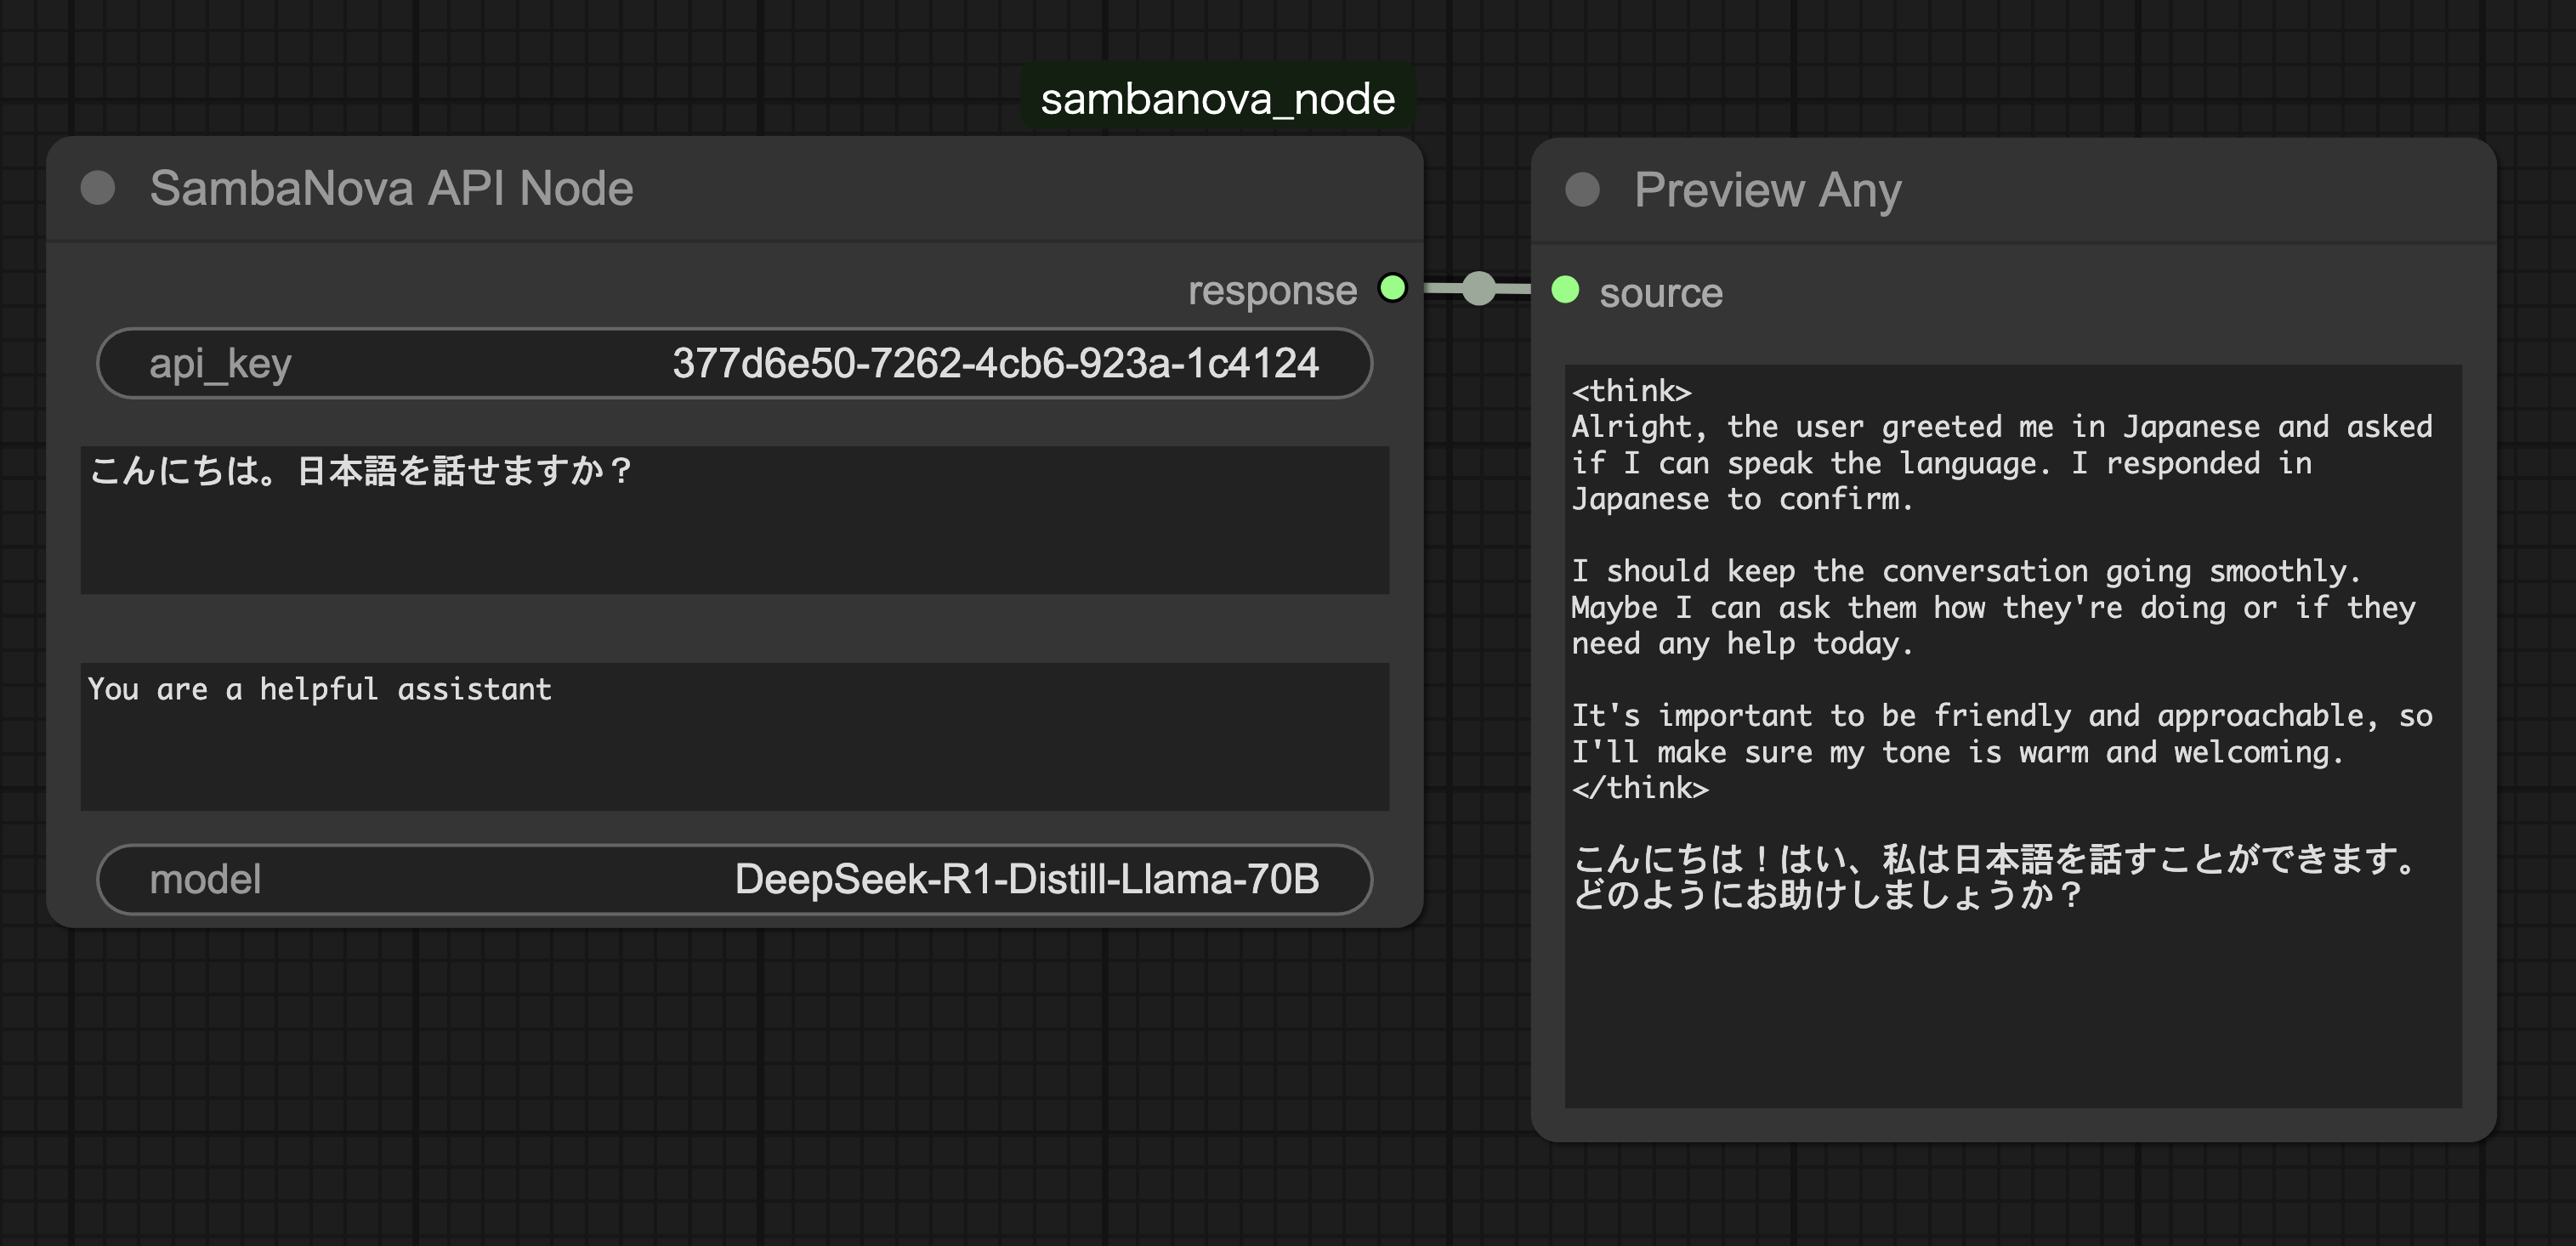 sambanova_node
SambaNova API Node
response
api_key 377d6e50-7262-4cb6-923a-1c4124
こんにちは。日本語を話せますか？
You are a helpful assistant
model DeepSeek-R1-Distill-Llama-70B
Preview Any
source
<think>
Alright, the user greeted me in Japanese and asked
if I can speak the language. I responded in
Japanese to confirm.

I should keep the conversation going smoothly.
Maybe I can ask them how they're doing or if they
need any help today.

It's important to be friendly and approachable, so
I'll make sure my tone is warm and welcoming.
</think>

こんにちは！はい、私は日本語を話すことができます。
どのようにお助けしましょうか？